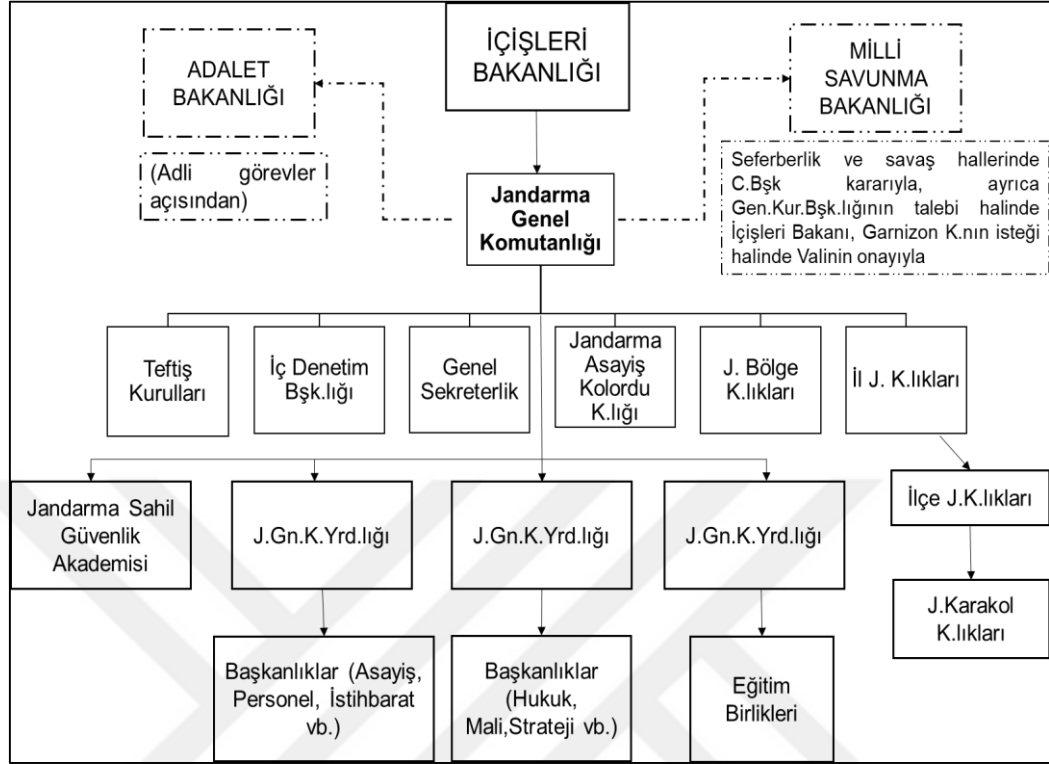 İÇİŞLERİ
BAKANLIĞI
ADALET
BAKANLIĞI
MİLLİ
SAVUNMA
BAKANLIĞI
(Adli görevler
açısından)
Seferberlik ve savaş hallerinde
C.Bşk kararıyla, ayrıca
Gen.Kur.Bşk.lığının talebi halinde
İçişleri Bakanı, Garnizon K.nın isteği
halinde Valinin onayıyla
Jandarma
Genel
Komutanlığı
Teftiş
Kurulları
İç Denetim
Bşk.lığı
Genel
Sekreterlik
Jandarma
Asayiş
Kolordu
K.lığı
J. Bölge
K.lıkları
İl J. K.lıkları
Jandarma Sahil
Güvenlik
Akademisi
J.Gn.K.Yrd.lığı
J.Gn.K.Yrd.lığı
J.Gn.K.Yrd.lığı
İlçe J.K.lıkları
J.Karakol
K.lıkları
Başkanlıklar (Asayiş,
Personel, İstihbarat
vb.)
Başkanlıklar
(Hukuk,
Mali,Strateji vb.)
Eğitim
Birlikleri